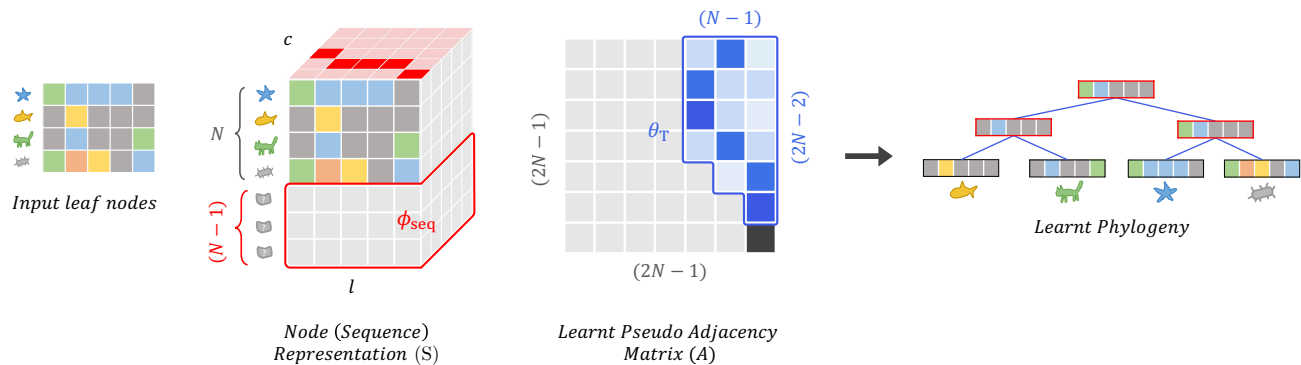 Input leaf nodes
c
N
(N − 1)
? 
?
?
ϕseq
l
Node (Sequence)
Representation (S)
(N − 1)
(2N − 1)
θT
(2N − 2)
(2N − 1)
Learnt Pseudo Adjacency
Matrix (A)
Learnt Phylogeny